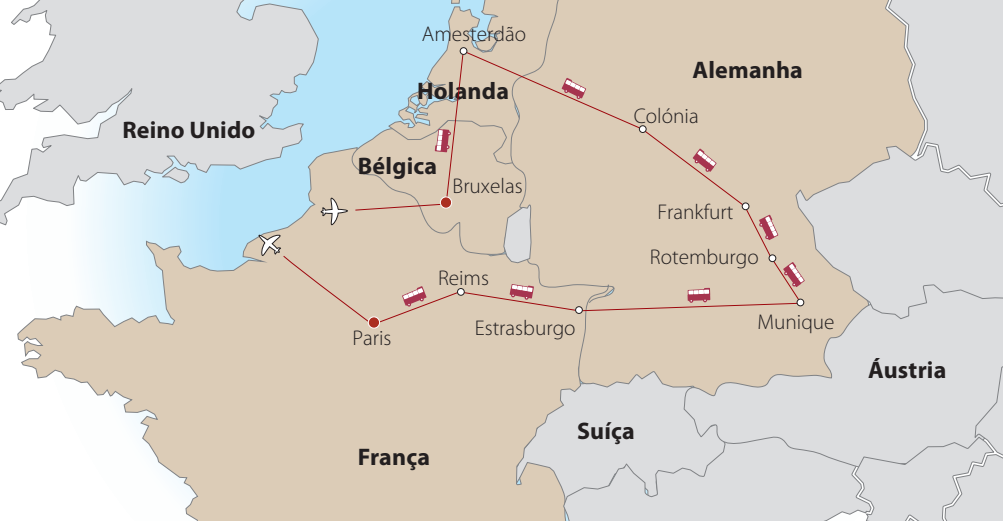 Amesterdão
Alemanha
Holanda
Colónia
Reino Unido
Bélgica
Bruxelas
Frankfurt
Rotemburgo
Reims
Munique
Estrasburgo
Paris
Áustria
Suíça
França